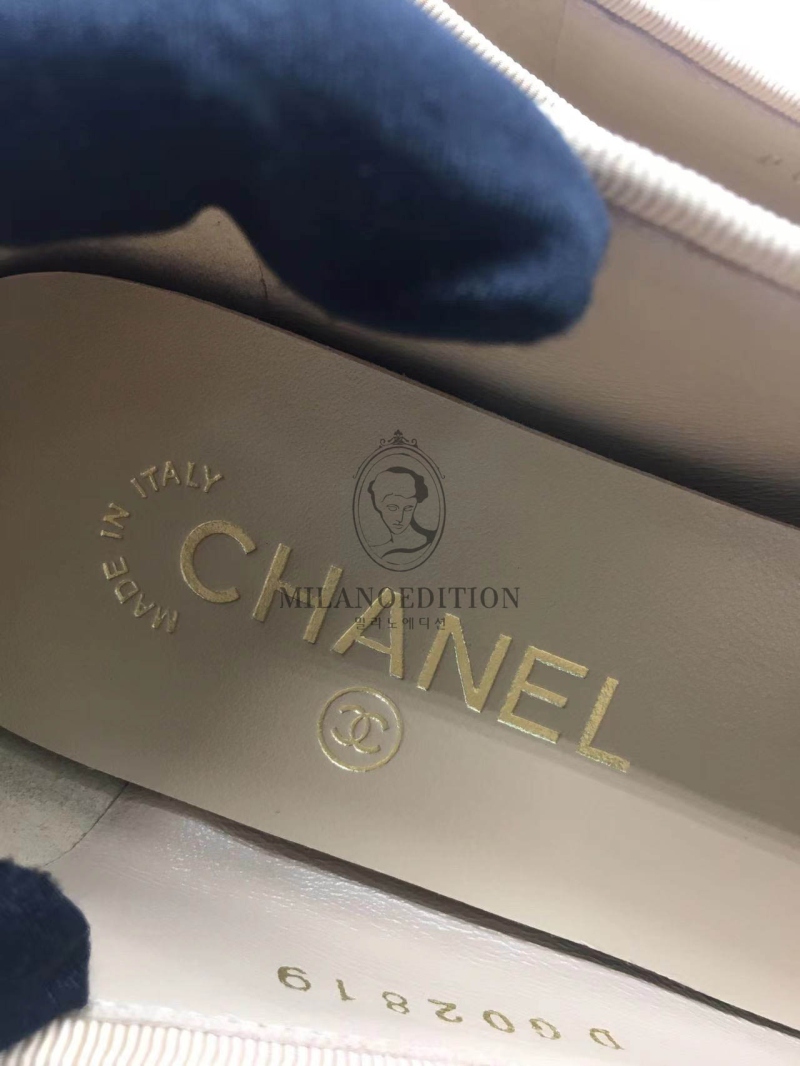 MADE IN ITALY
CHANEL
MILANOEDITION
밀라노에디션
DG02819